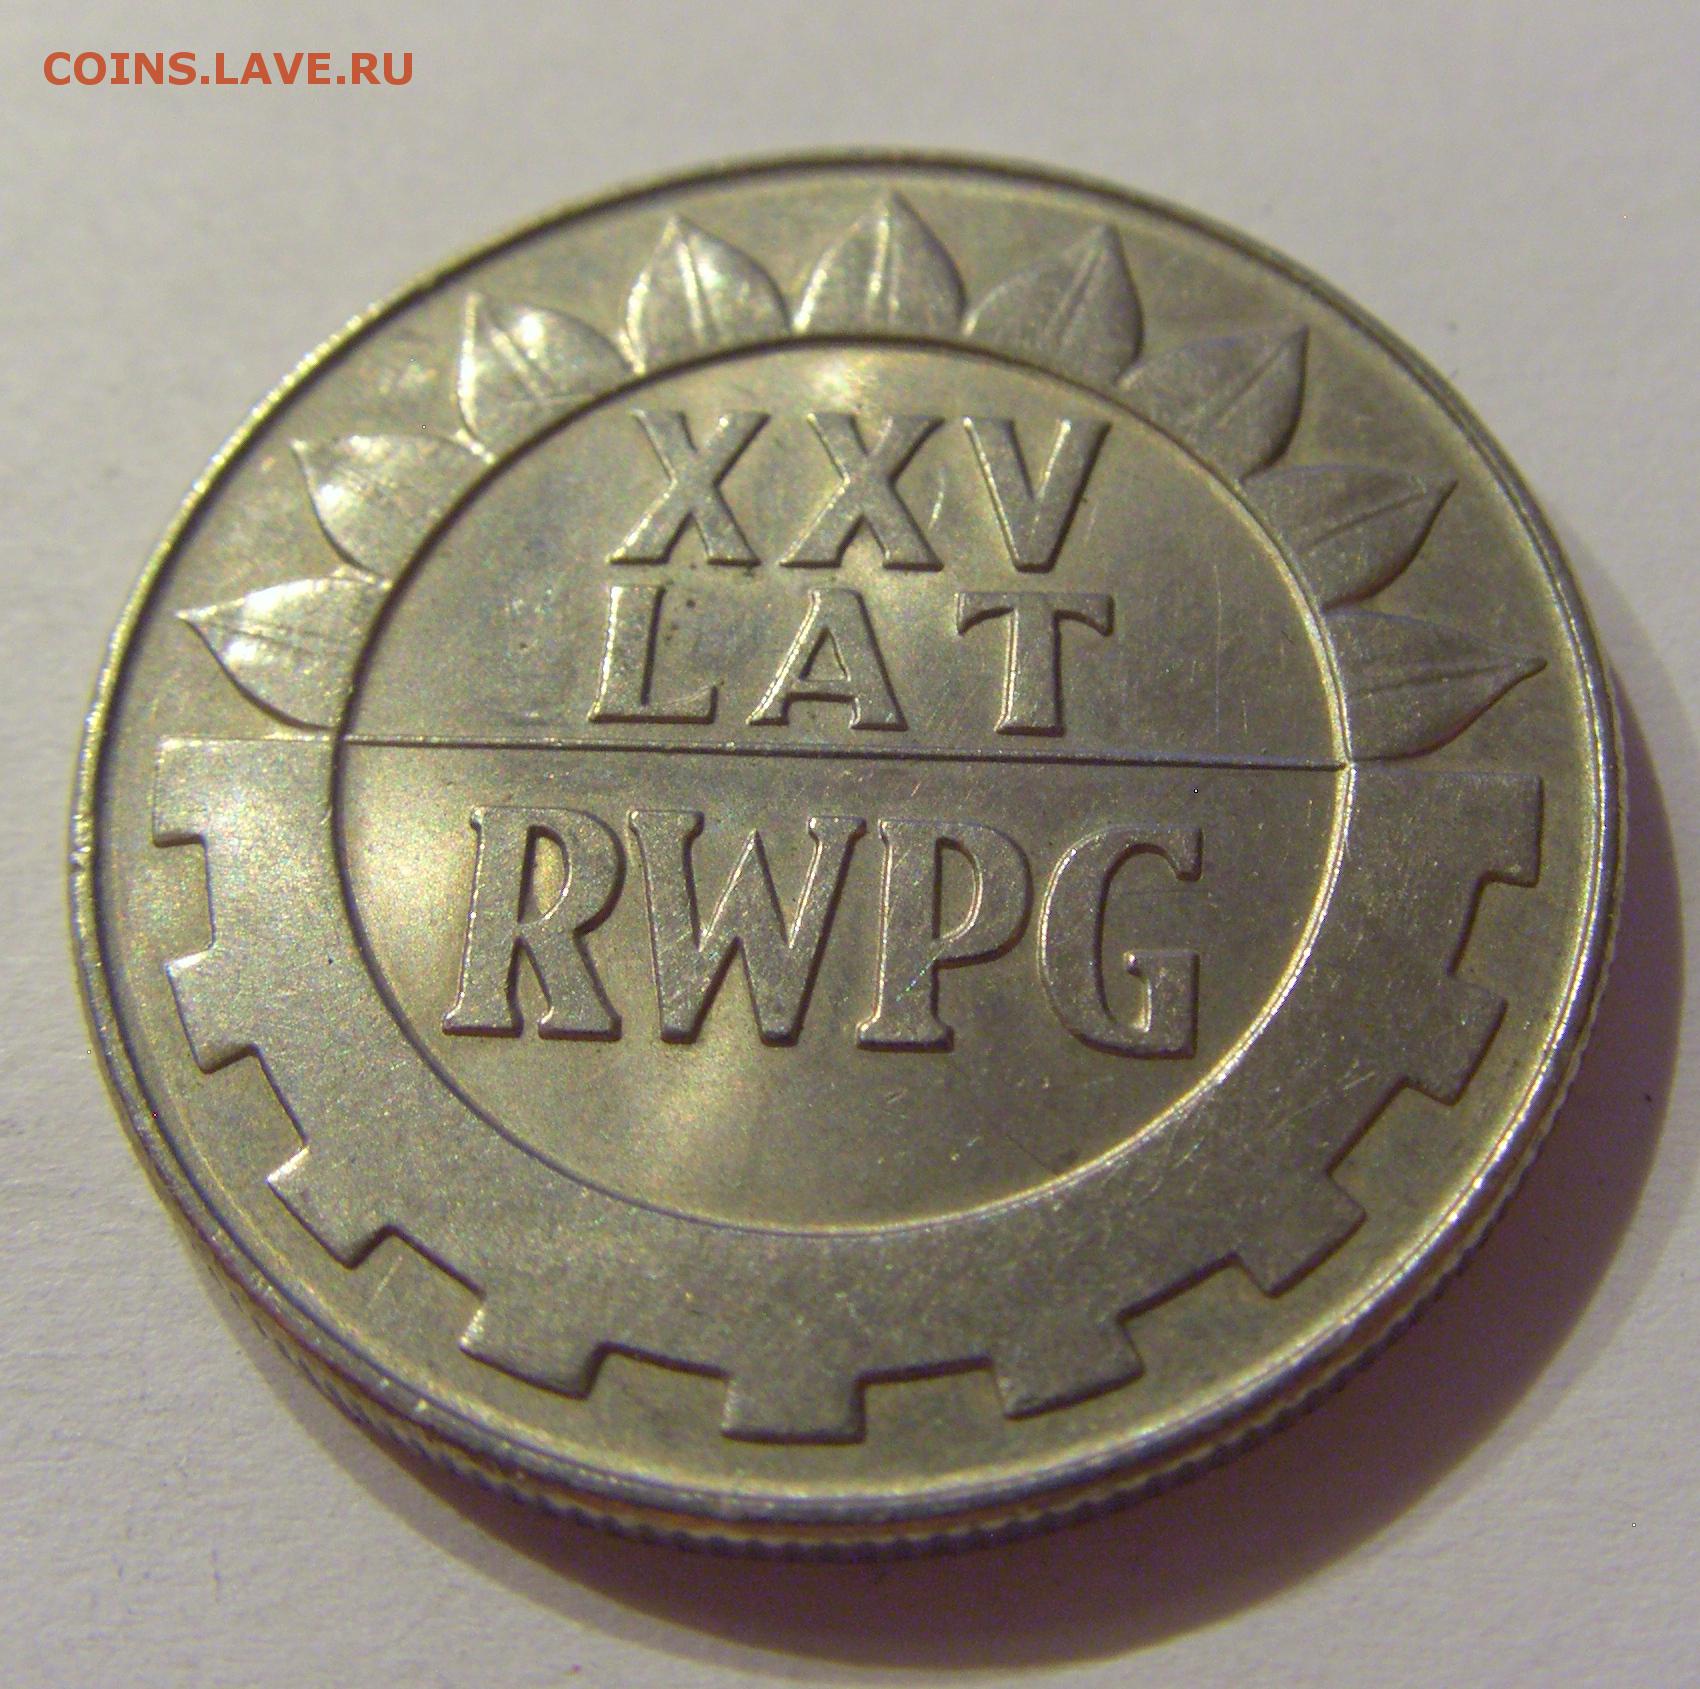 COINS.LAVE.RU
XXV
LAT
RWPG